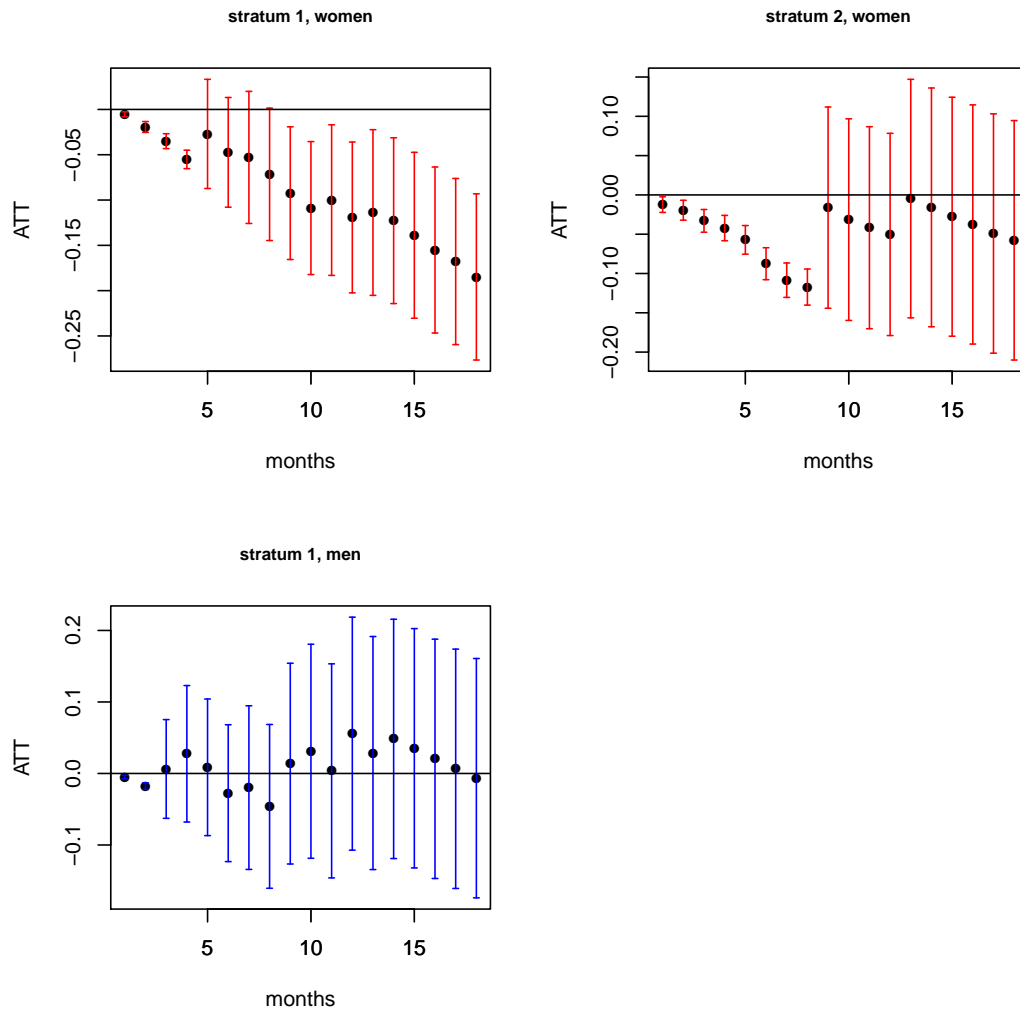 stratum 1, women
ATT
−0.05
−0.15
−0.25
5 10 15
months
stratum 2, women
ATT
0.10
0.00
−0.10
−0.20
5 10 15
months
stratum 1, men
ATT
0.2
0.1
0.0
−0.1
5 10 15
months